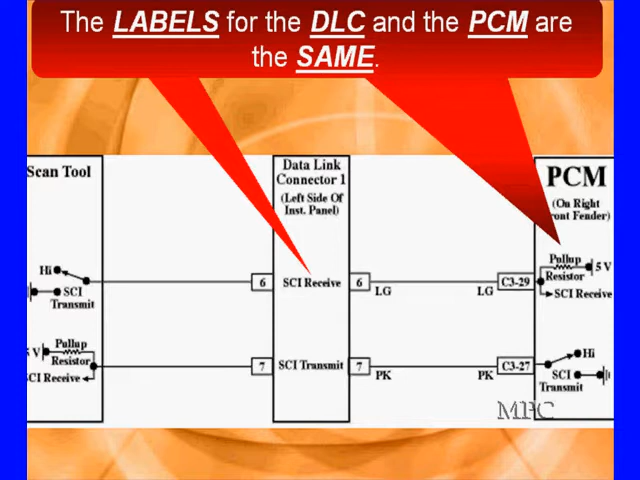 The LABELS for the DLC and the PCM are
the SAME.
Scan Tool
Data Link
Connector 1
(Left Side Of
Inst. Panel)
PCM
(On Right
ront Fender)
Hi
SCI
Transmit
6
SCI Receive
6
LG
LG
C3-29
Pullup
Resistor
5 V
SCI Receive
V
Pullup
Resistor
SCI Receive
7
SCI Transmit
7
PK
PK
C3-27
Hi
SCI
Transmit
MPC